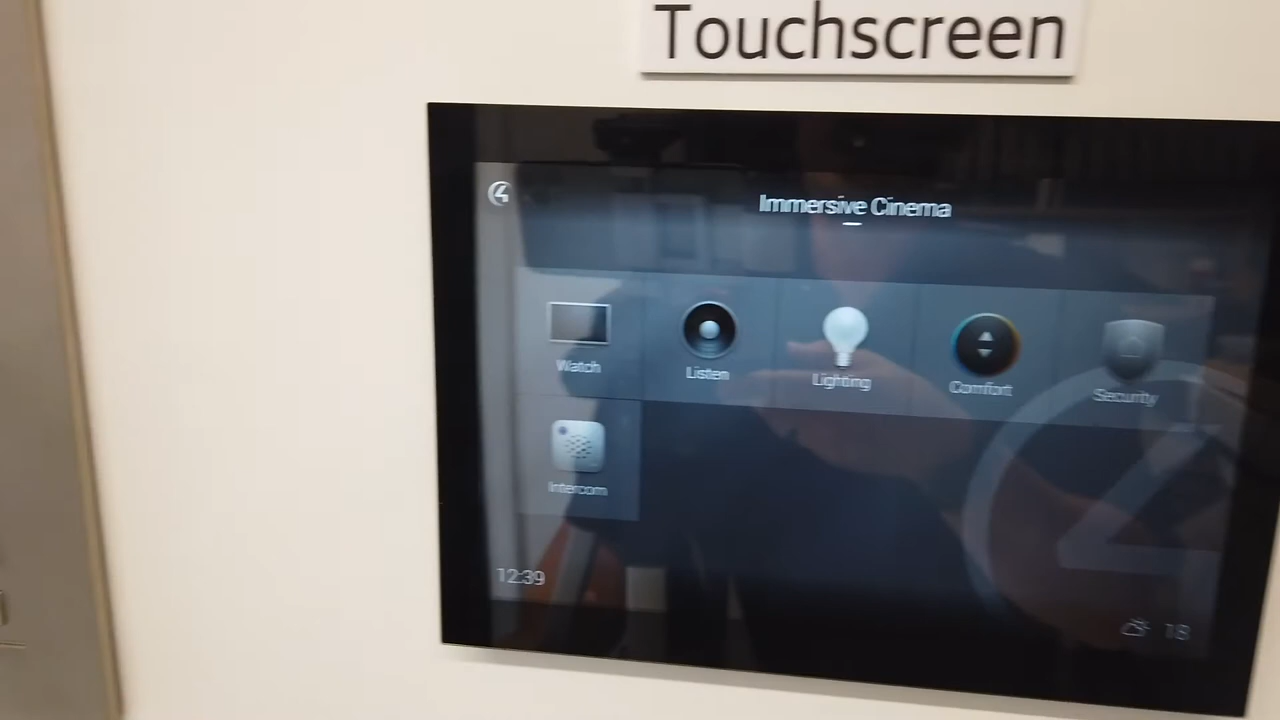 Touchscreen
Immersive Cinema
Watch
Listen
Lighting
Comfort
Security
Intercom
12:39
18